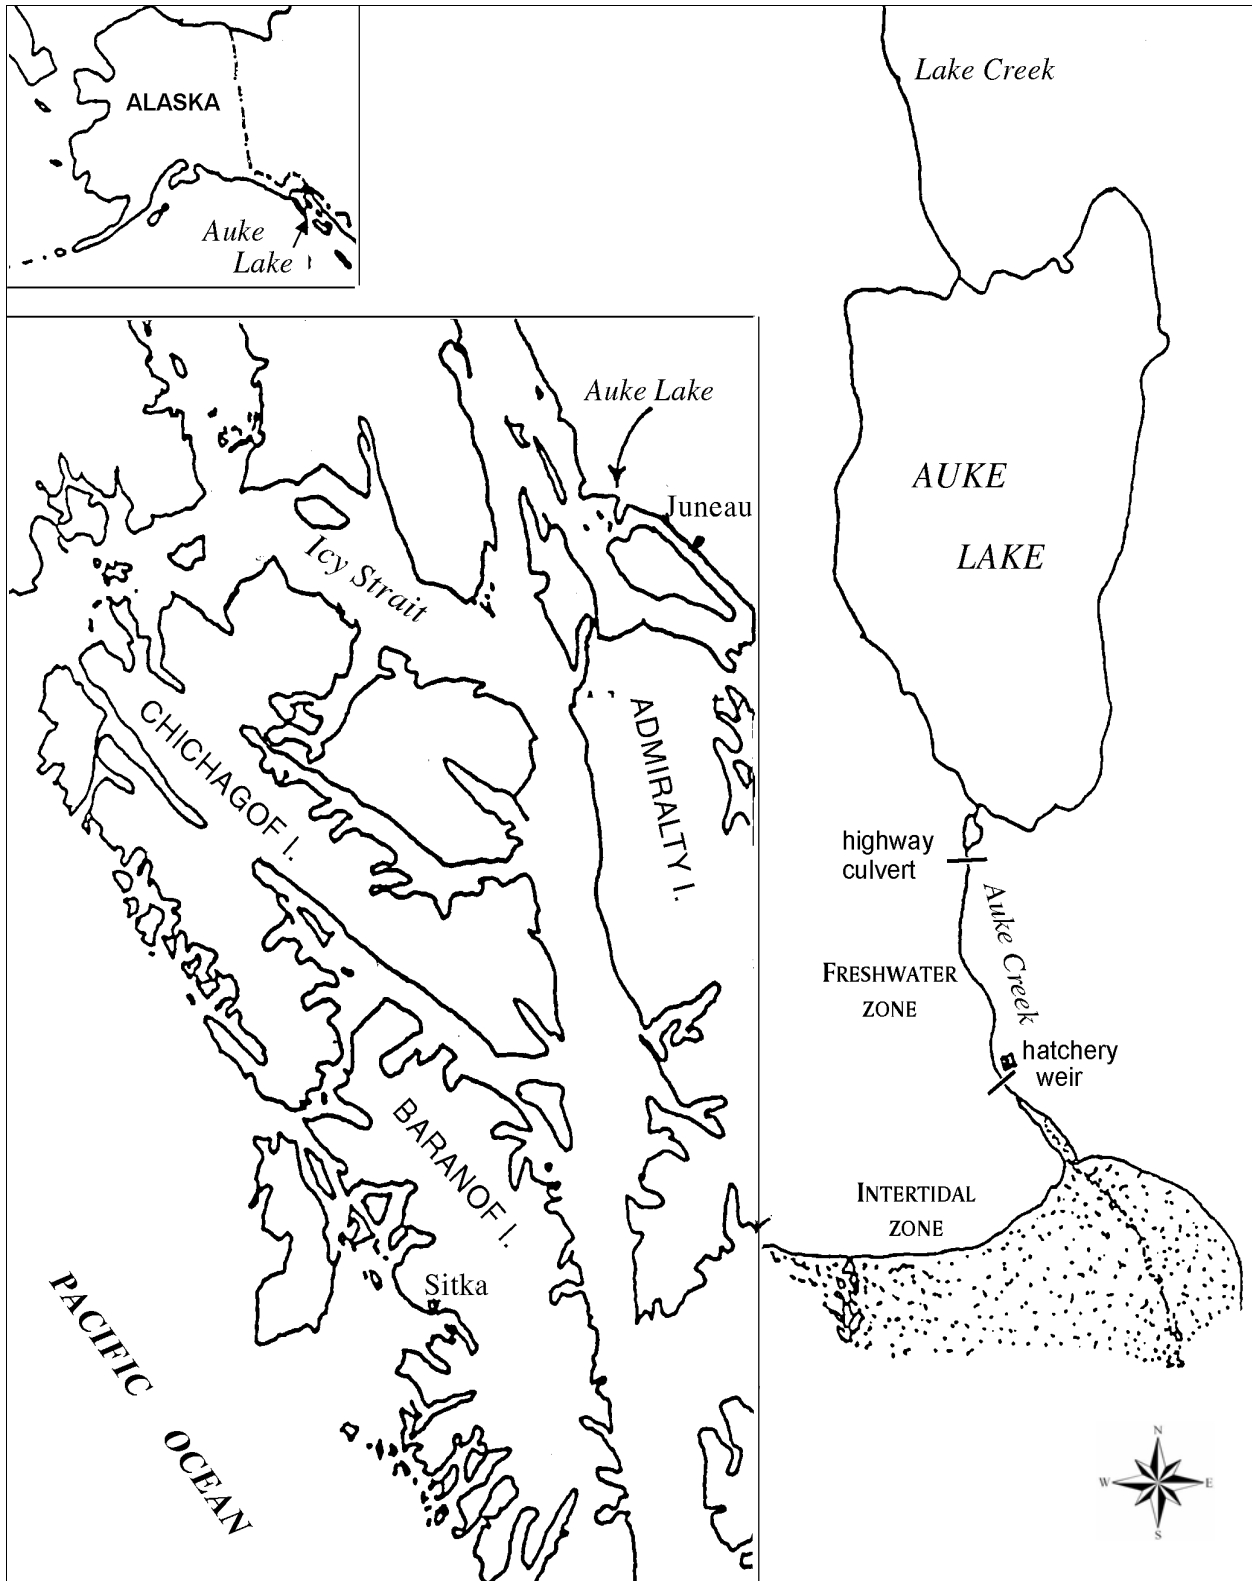 ALASKA
Auke
Lake
Lake Creek
Auke Lake
Juneau
Icy Strait
CHICHAGOF I.
ADMIRALTY I.
BARANOF I.
Sitka
PACIFIC OCEAN
AUKE
LAKE
highway
culvert
Auke Creek
FRESHWATER
ZONE
hatchery
weir
INTERTIDAL
ZONE
N
W
E
S